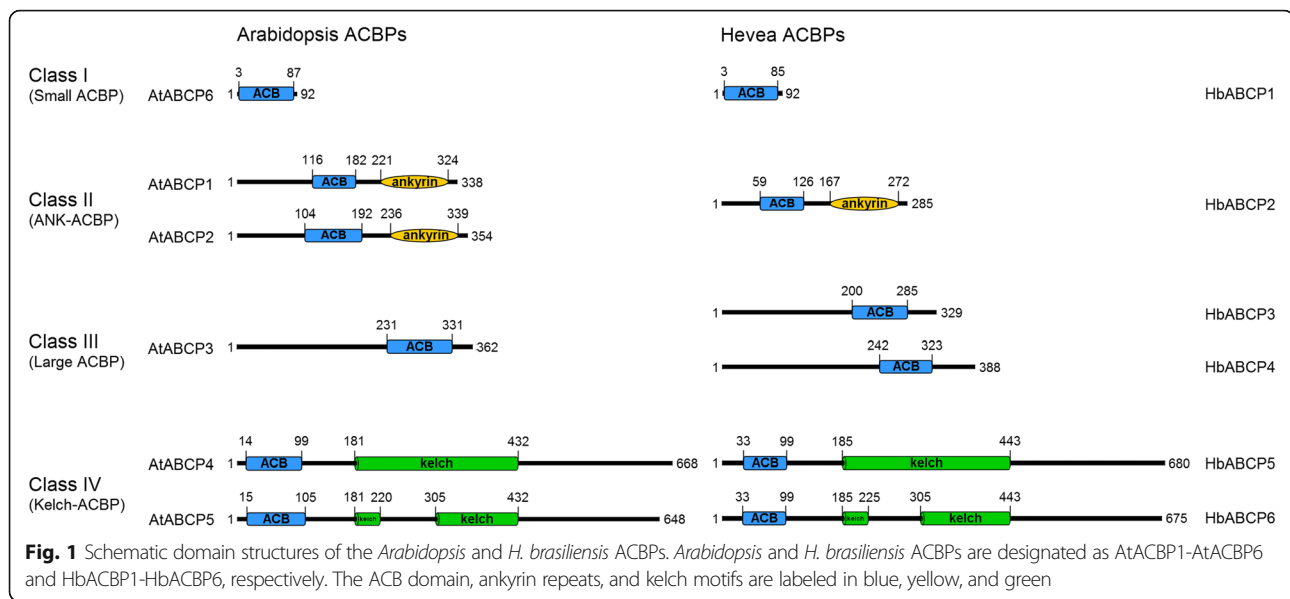 Arabidopsis ACBPs Hevea ACBPs
Class I
(Small ACBP)
3 87
AtABCP6 1 ACB 92
3 85
1 ACB 92 HbABCP1
Class II
(ANK-ACBP)
116 182 221 324
AtABCP1 1 ACB ankyrin 338
104 192 236 339
AtABCP2 1 ACB ankyrin 354
59 126 167 272
1 ACB ankyrin 285 HbABCP2
Class III
(Large ACBP)
231 331
AtABCP3 1 ACB 362
200 285
1 ACB 329 HbABCP3
242 323
1 ACB 388 HbABCP4
Class IV
(Kelch-ACBP)
14 99 181 432
AtABCP4 1 ACB kelch 668
33 99 185 443
1 ACB kelch 680 HbABCP5
15 105 181 220 305 432
AtABCP5 1 ACB kelch kelch 648
33 99 185 225 305 443
1 ACB kelch kelch 675 HbABCP6
Fig. 1 Schematic domain structures of the Arabidopsis and H. brasiliensis ACBPs. Arabidopsis and H. brasiliensis ACBPs are designated as AtACBP1-AtACBP6
and HbACBP1-HbACBP6, respectively. The ACB domain, ankyrin repeats, and kelch motifs are labeled in blue, yellow, and green